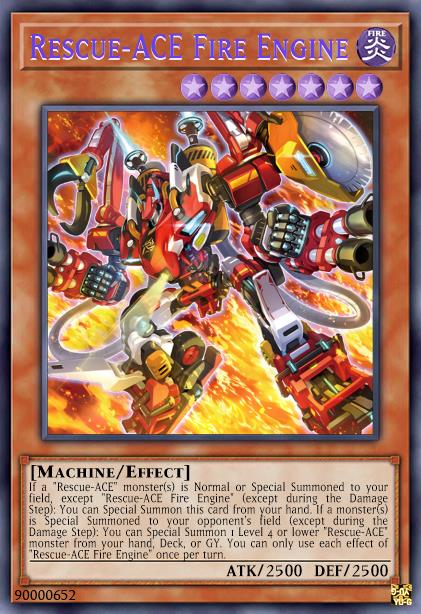 Rescue-ACE Fire Engine
FIRE
炎
[Machine/Effect]
If a "Rescue-ACE" monster(s) is Normal or Special Summoned to your
field, except "Rescue-ACE Fire Engine" (except during the Damage
Step): You can Special Summon this card from your hand. If a monster(s)
is Special Summoned to your opponent's field (except during the
Damage Step): You can Special Summon 1 Level 4 or lower "Rescue-ACE"
monster from your hand, Deck, or GY. You can only use each effect of
"Rescue-ACE Fire Engine" once per turn.
ATK/2500 DEF/2500
90000652